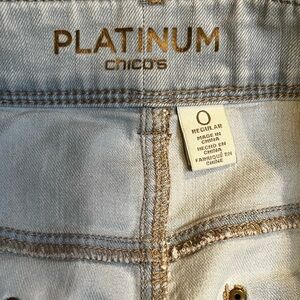 PLATINUM
chico's
0
REGULAR
MADE IN
CHINA
HECHO EN
CHINA
FABRIQUÉ EN
CHINE